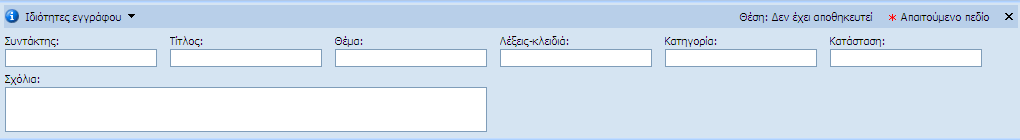 Ιδιότητες εγγράφου Θέση: Δεν έχει αποθηκευτεί * Απαιτούμενο πεδίο
Συντάκτης: Τίτλος: Θέμα: Λέξεις-κλειδιά: Κατηγορία: Κατάσταση:
Σχόλια: